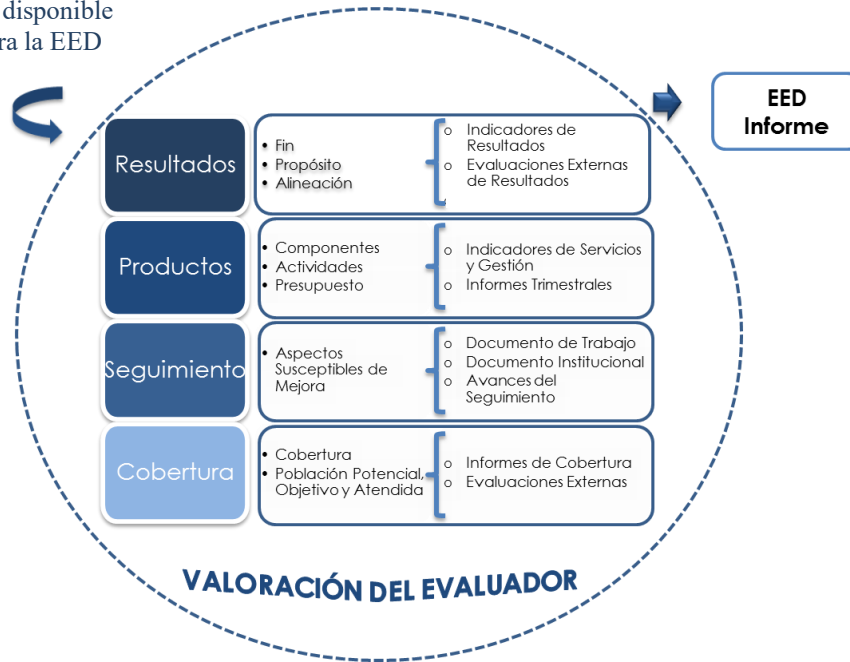 disponible
ra la EED
EED
Informe
Resultados
• Fin
• Propósito
• Alineación
o Indicadores de
Resultados
o Evaluaciones Externas
de Resultados
Productos
• Componentes
• Actividades
• Presupuesto
o Indicadores de Servicios
y Gestión
o Informes Trimestrales
Seguimiento
• Aspectos
Susceptibles de
Mejora
o Documento de Trabajo
o Documento Institucional
o Avances del
Seguimiento
Cobertura
• Cobertura
• Población Potencial,
Objetivo y Atendida
o Informes de Cobertura
o Evaluaciones Externas
VALORACIÓN DEL EVALUADOR